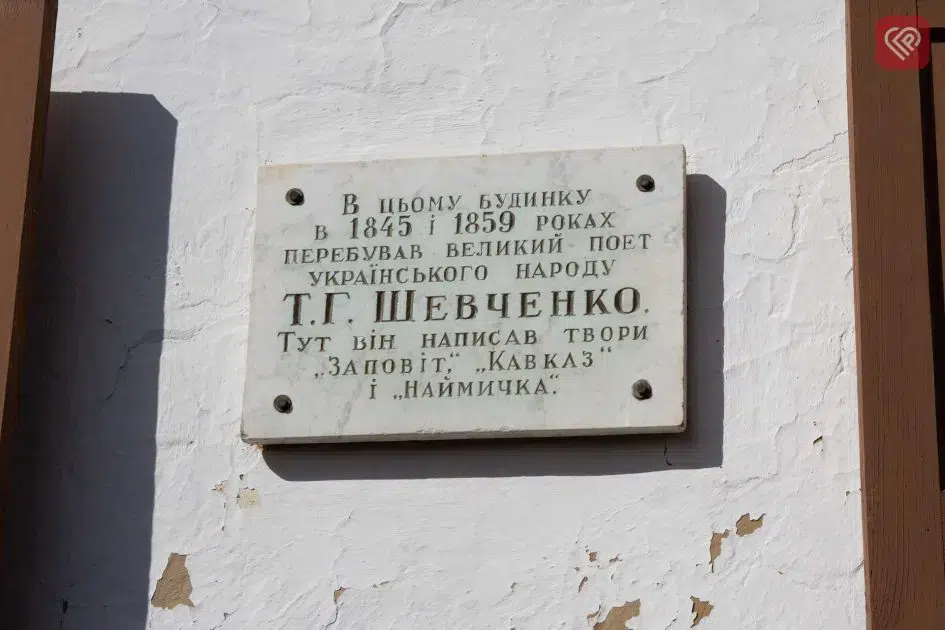 В цьому будинку
в 1845 і 1859 роках
перебував великий поет
українського народу
Т.Г. Шевченко.
Тут він написав твори
„Заповіт“, „Кавказ“
і „Наймичка“.